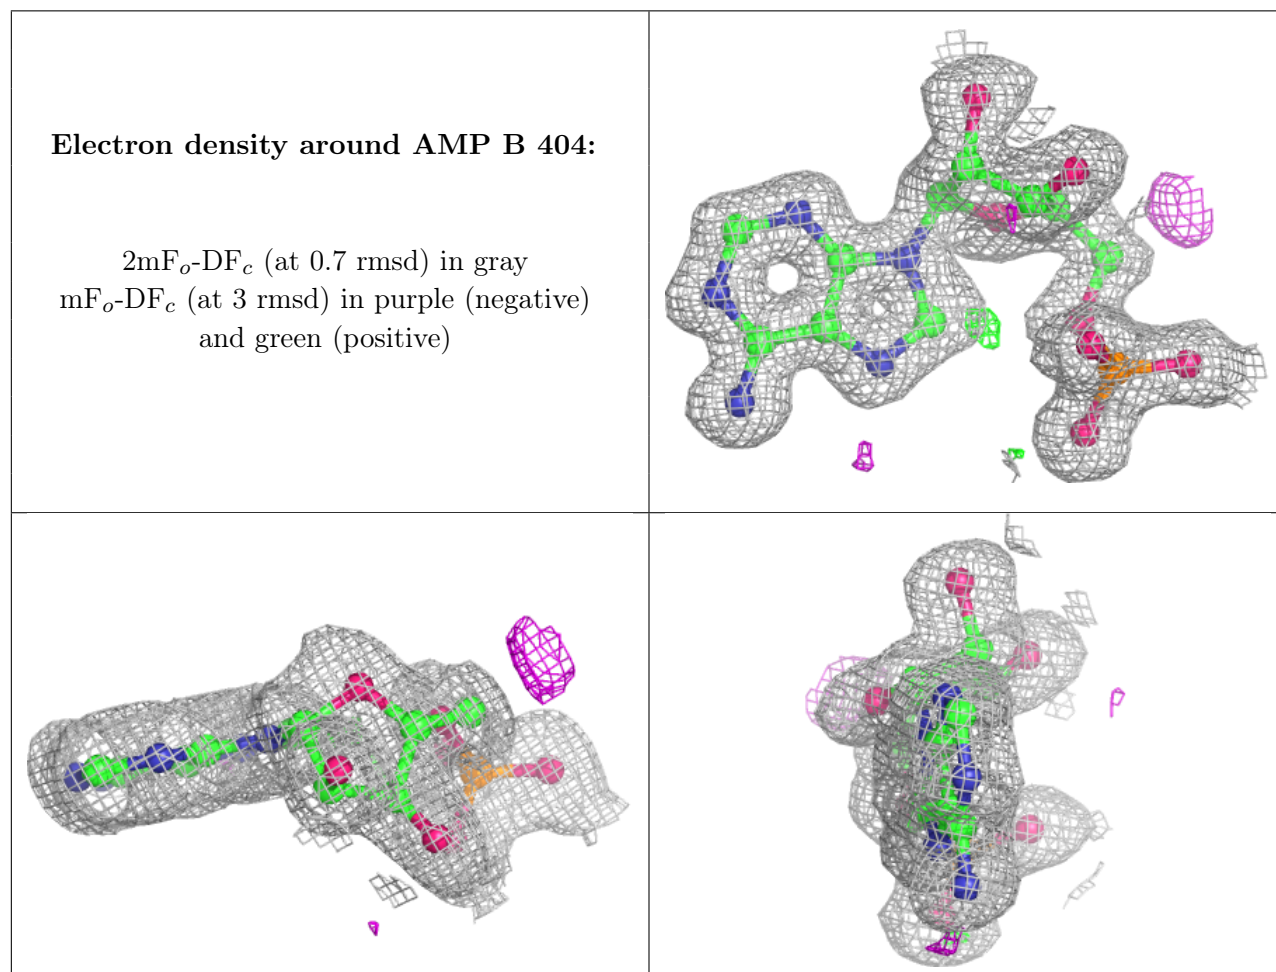 Electron density around AMP B 404:
2mFₒ-DF𝒸 (at 0.7 rmsd) in gray
mFₒ-DF𝒸 (at 3 rmsd) in purple (negative)
and green (positive)